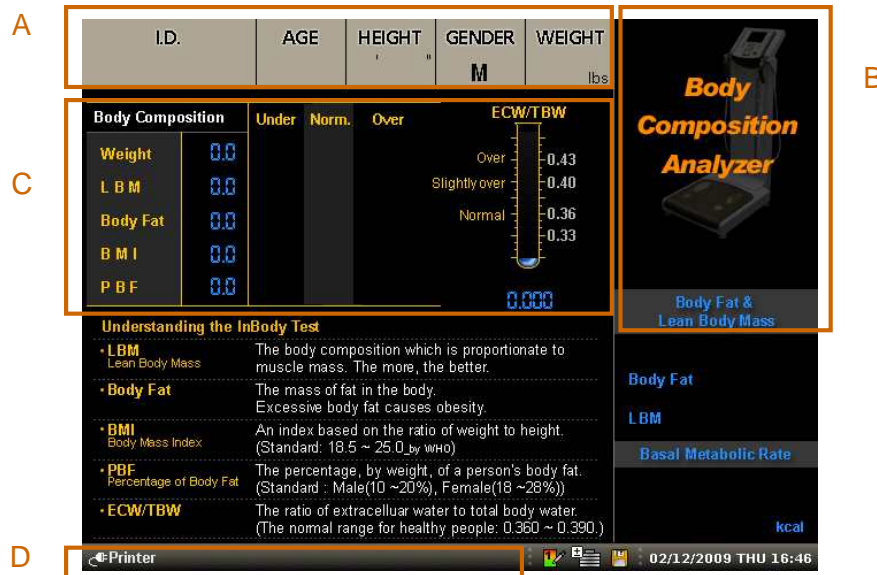 A
I.D. AGE HEIGHT GENDER WEIGHT
' " M lbs
B
Body
Composition
Analyzer
C
Body Composition Under Norm. Over ECW/TBW
Weight 0.0
L B M 0.0
Body Fat 0.0
B M I 0.0
P B F 0.0
Over 0.43
Slightly over 0.40
Normal 0.36
0.33
0.000
Body Fat &
Lean Body Mass
Body Fat
LBM
Basal Metabolic Rate
kcal
Understanding the InBody Test
• LBM
Lean Body Mass
The body composition which is proportionate to
muscle mass. The more, the better.
• Body Fat
The mass of fat in the body.
Excessive body fat causes obesity.
• BMI
Body Mass Index
An index based on the ratio of weight to height.
(Standard: 18.5 ~ 25.0_by WHO)
• PBF
Percentage of Body Fat
The percentage, by weight, of a person's body fat.
(Standard : Male(10 ~20%), Female(18 ~28%))
• ECW/TBW
The ratio of extracelluar water to total body water.
(The normal range for healthy people: 0.360 ~ 0.390.)
D
Printer
02/12/2009 THU 16:46